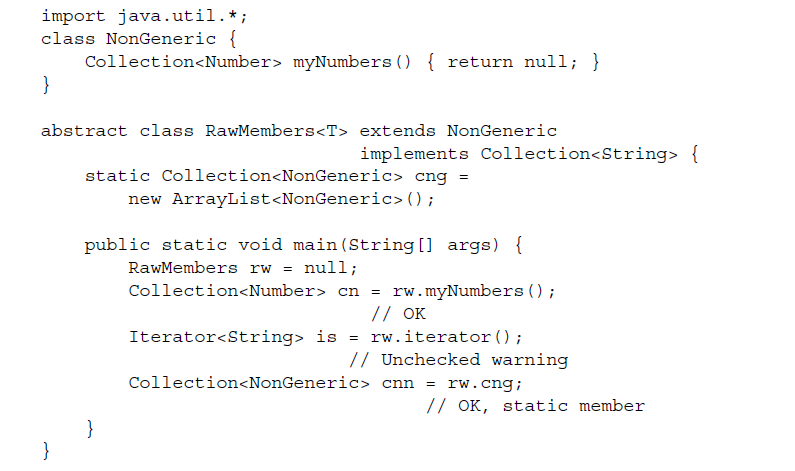 import java.util.*;
class NonGeneric {
    Collection<Number> myNumbers() { return null; }
}

abstract class RawMembers<T> extends NonGeneric
                             implements Collection<String> {
    static Collection<NonGeneric> cng =
        new ArrayList<NonGeneric>();

    public static void main(String[] args) {
        RawMembers rw = null;
        Collection<Number> cn = rw.myNumbers();
                              // OK
        Iterator<String> is = rw.iterator();
                            // Unchecked warning
        Collection<NonGeneric> cnn = rw.cng;
                                   // OK, static member
    }
}